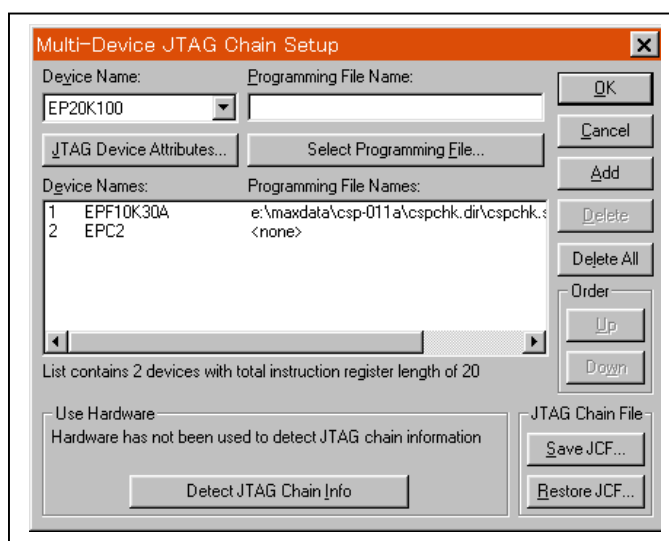 Multi-Device JTAG Chain Setup
Device Name:
Programming File Name:
EP20K100
JTAG Device Attributes...
Select Programming File...
Device Names:
Programming File Names:
1 EPF10K30A e:\maxdata\csp-011a\cspchk.dir\cspchk.s
2 EPC2 <none>
List contains 2 devices with total instruction register length of 20
Use Hardware
Hardware has not been used to detect JTAG chain information
Detect JTAG Chain Info
OK
Cancel
Add
Delete
Delete All
Order
Up
Down
JTAG Chain File
Save JCF...
Restore JCF...